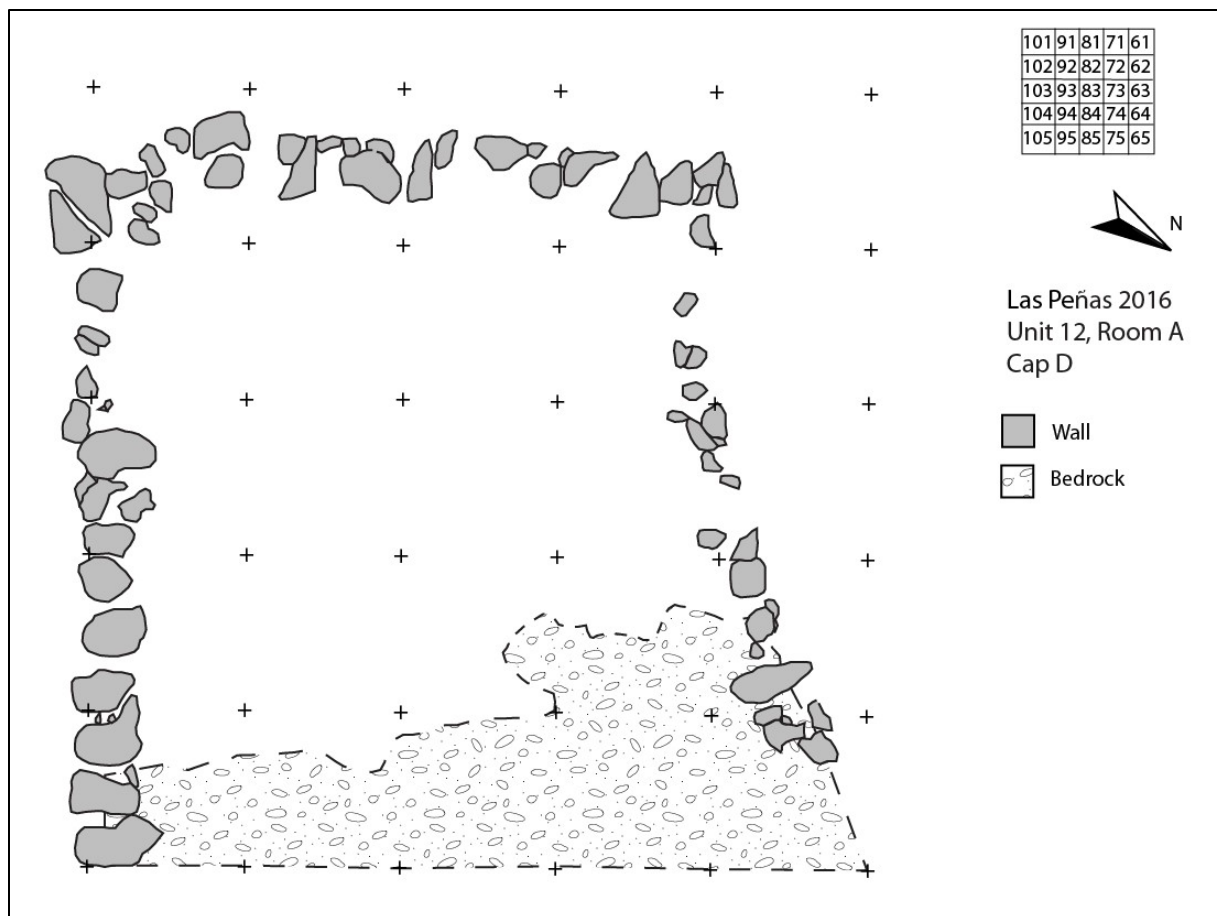 101 91 81 71 61
102 92 82 72 62
103 93 83 73 63
104 94 84 74 64
105 95 85 75 65
N
Las Peñas 2016
Unit 12, Room A
Cap D
Wall
Bedrock